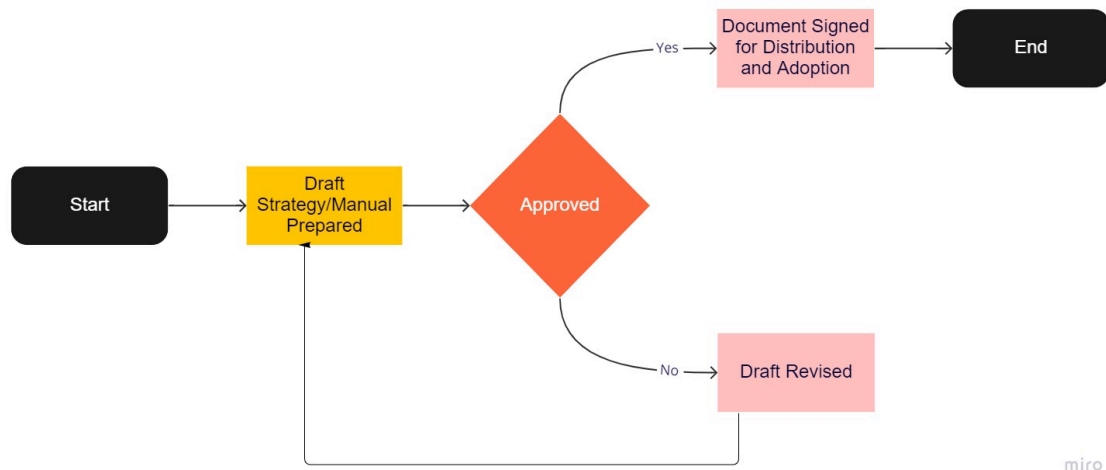 Document Signed
for Distribution
and Adoption
End
Yes
Start
Draft
Strategy/Manual
Prepared
Approved
No
Draft Revised
miro